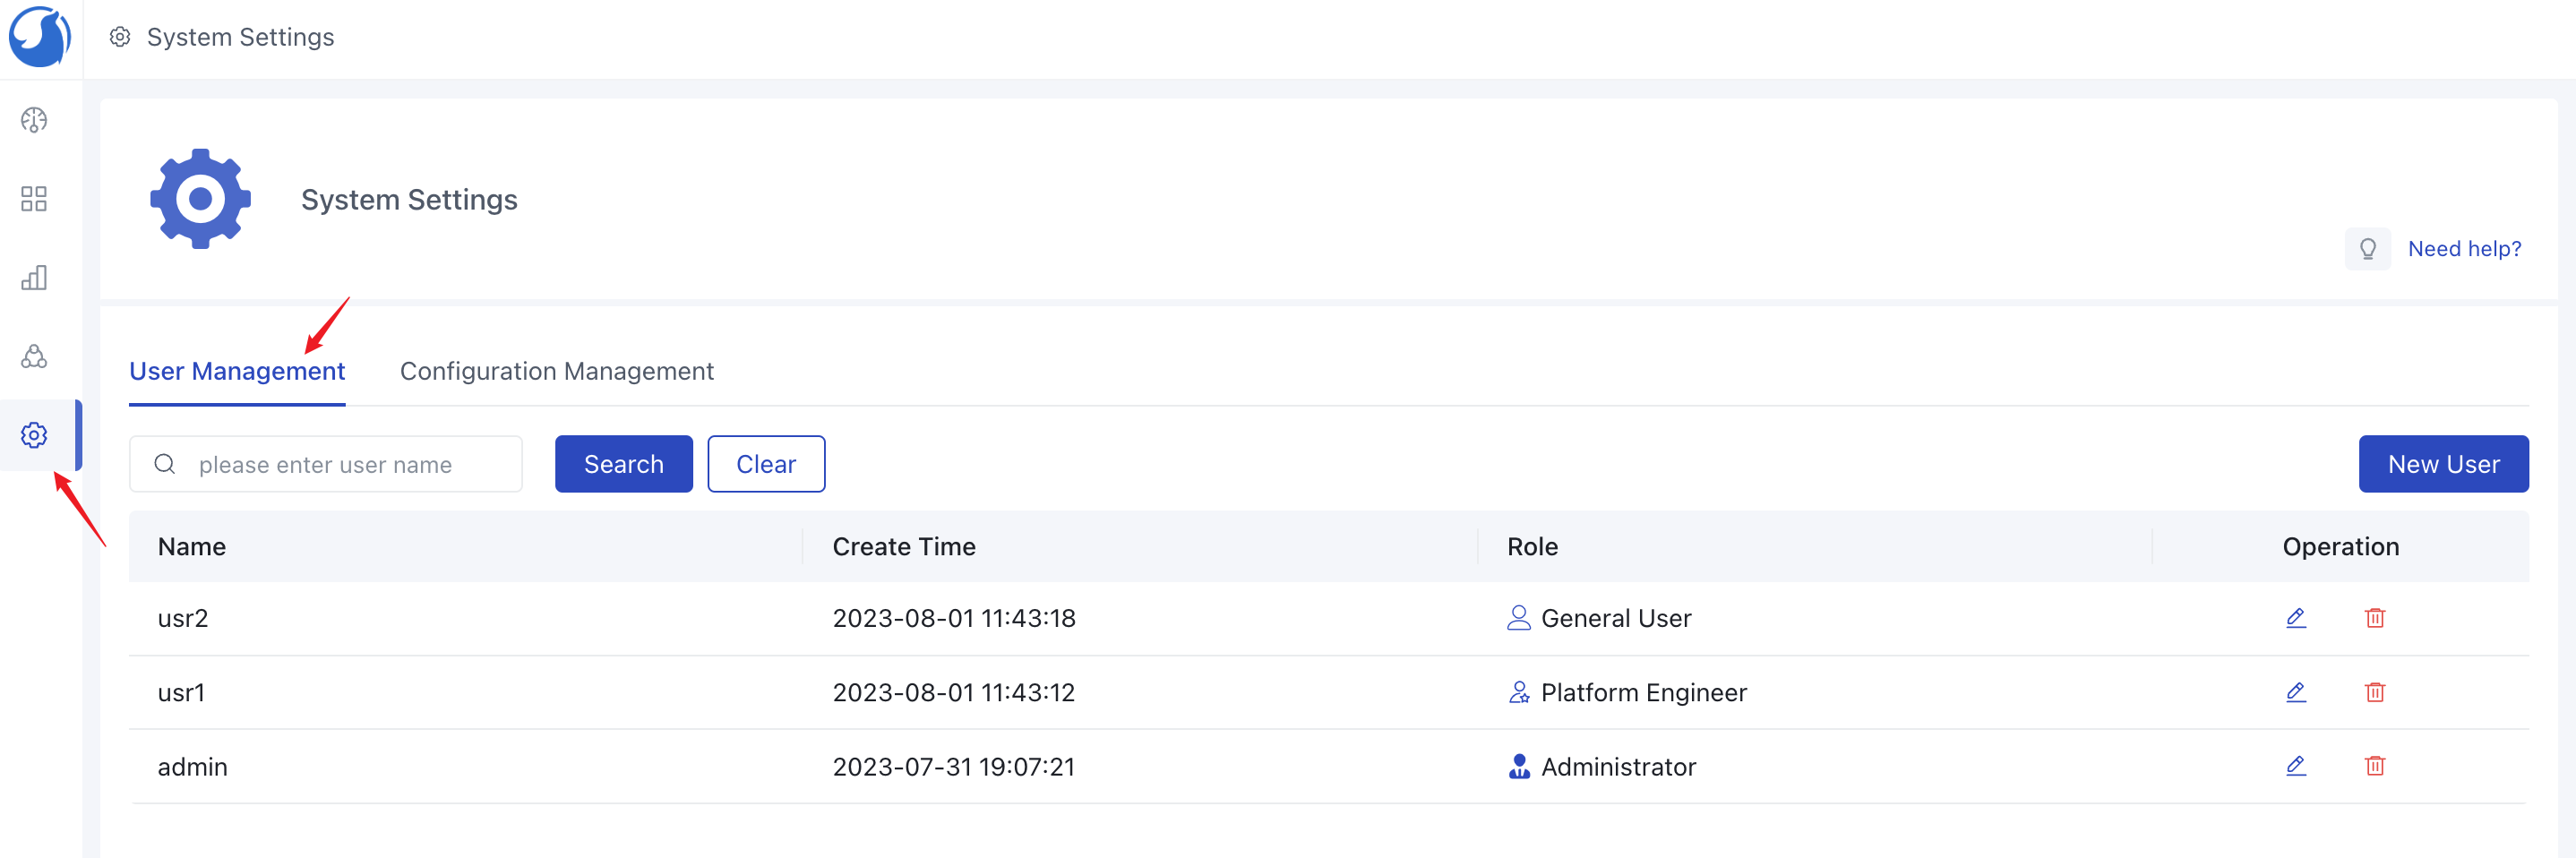 System Settings
System Settings
Need help?
User Management Configuration Management
please enter user name Search Clear New User
Name Create Time Role Operation
usr2 2023-08-01 11:43:18 General User
usr1 2023-08-01 11:43:12 Platform Engineer
admin 2023-07-31 19:07:21 Administrator